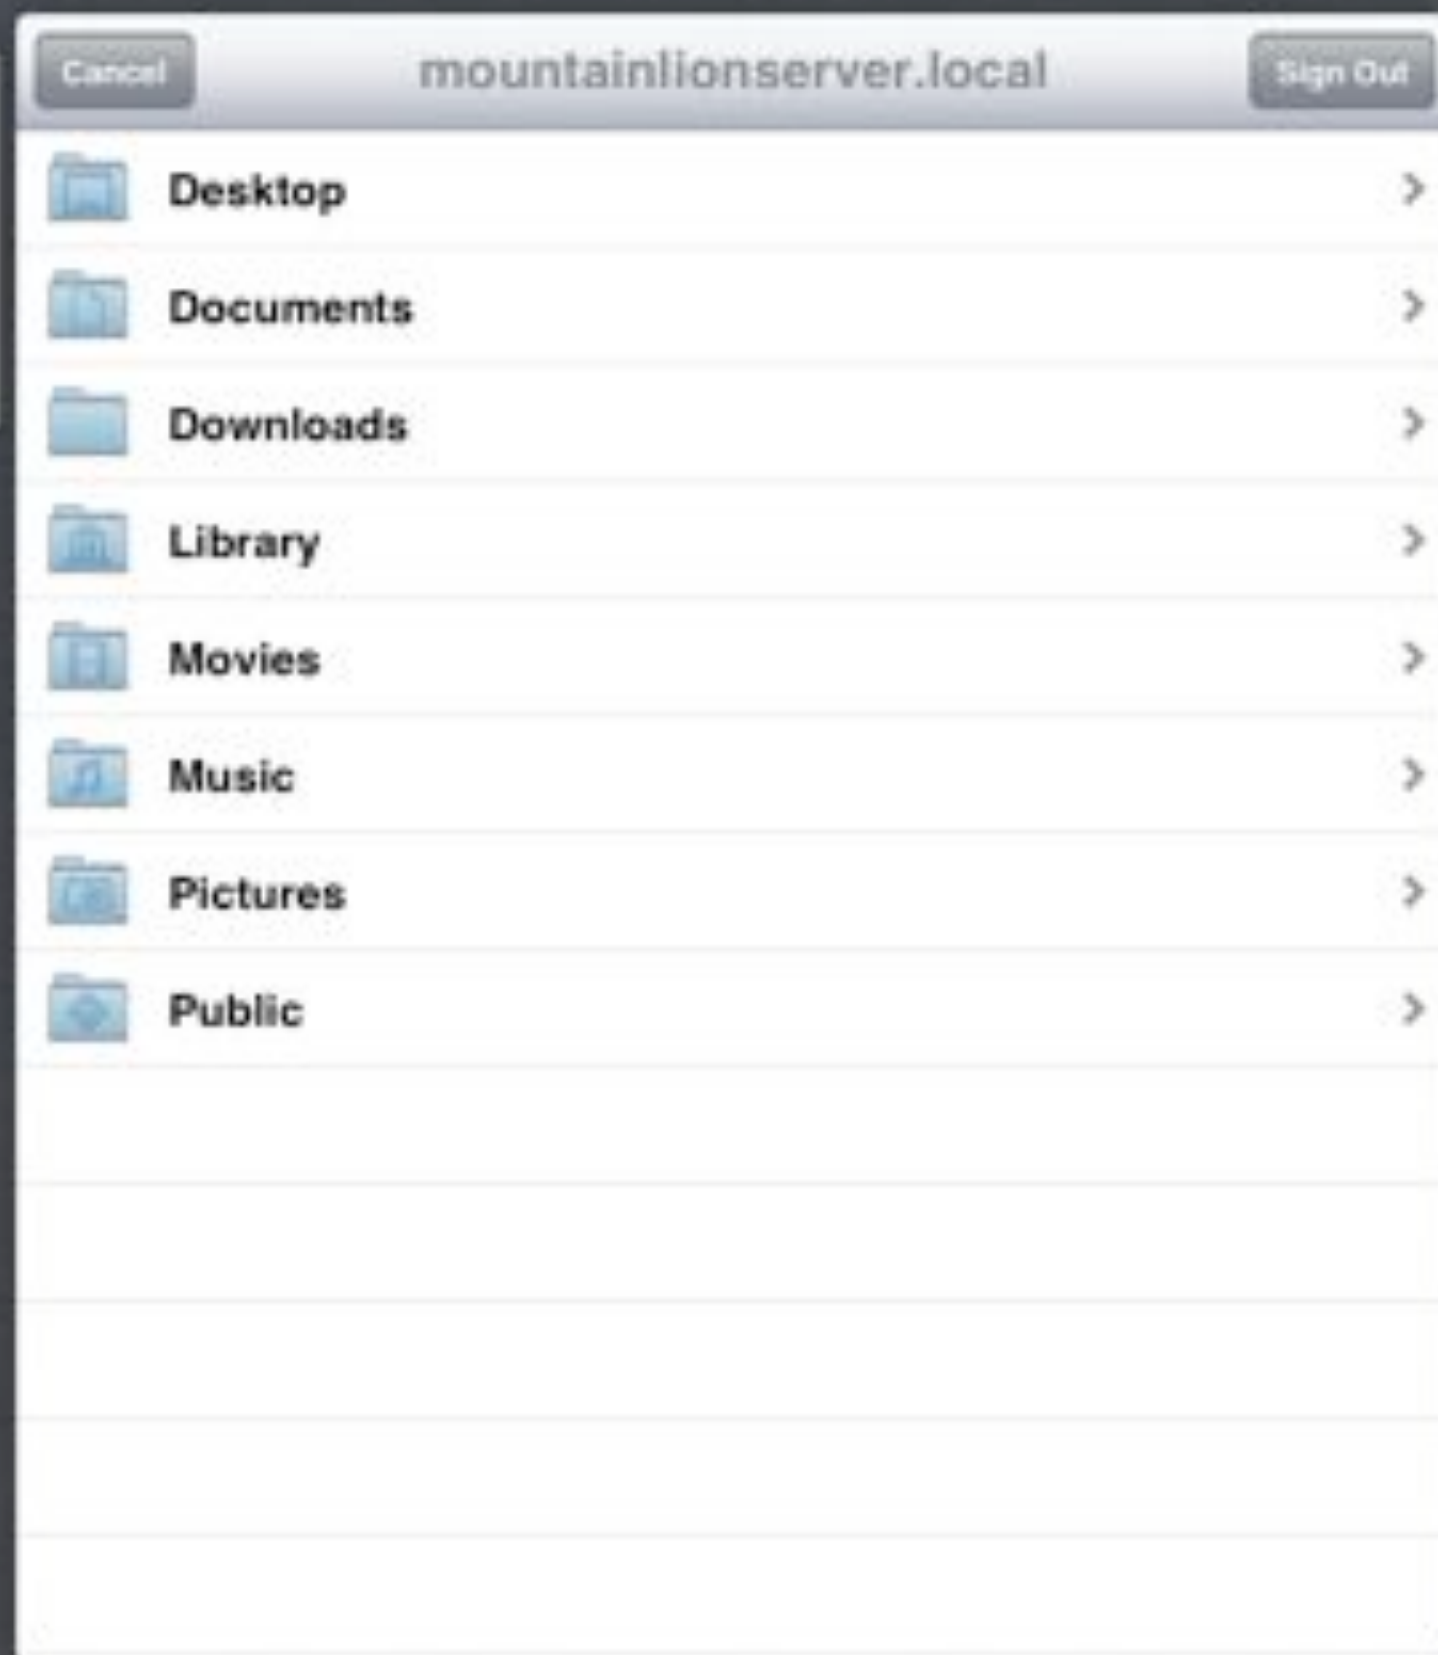 Cancel mountainlionserver.local Sign Out
Desktop
Documents
Downloads
Library
Movies
Music
Pictures
Public